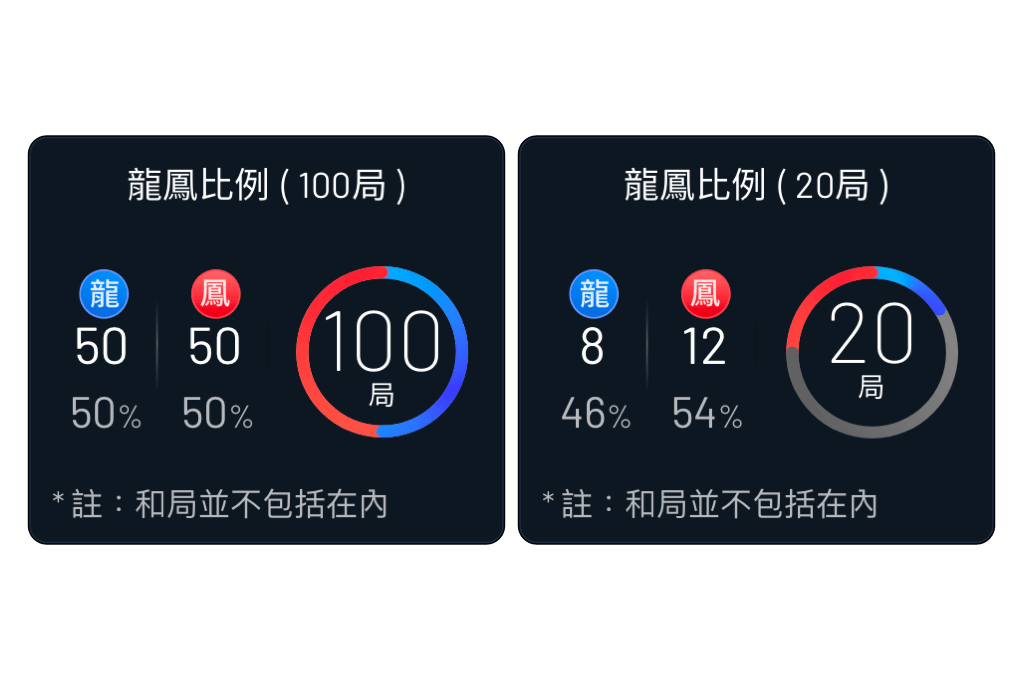 龍鳳比例 ( 100局 )
龍 鳳
50 50
50% 50%
100
局
*註：和局並不包括在內
龍鳳比例 ( 20局 )
龍 鳳
8 12
46% 54%
20
局
*註：和局並不包括在內